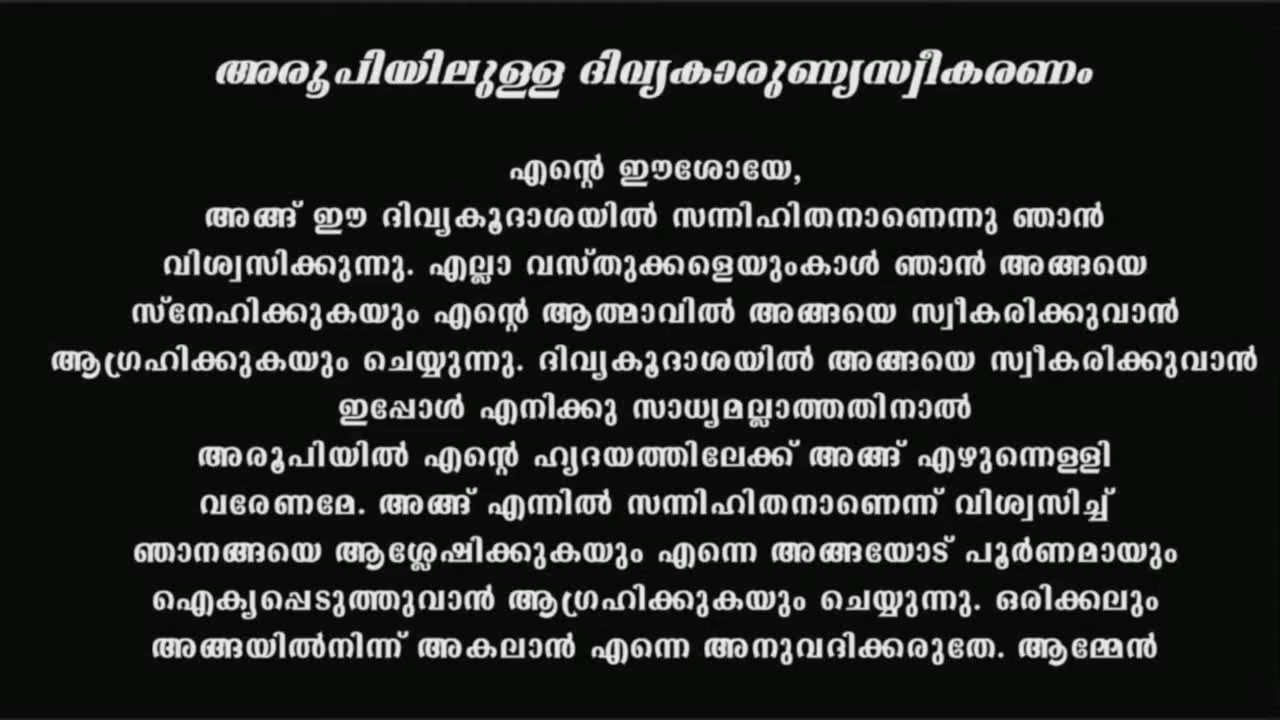 അരൂപിയിലുള്ള ദിവ്യകാരുണ്യസ്വീകരണം
എന്റെ ഈശോയേ,
അങ്ങ് ഈ ദിവ്യകൂദാശയിൽ സന്നിഹിതനാണെന്നു ഞാൻ
വിശ്വസിക്കുന്നു. എല്ലാ വസ്തുക്കളെയുംകാൾ ഞാൻ അങ്ങയെ
സ്നേഹിക്കുകയും എന്റെ ആത്മാവിൽ അങ്ങയെ സ്വീകരിക്കുവാൻ
ആഗ്രഹിക്കുകയും ചെയ്യുന്നു. ദിവ്യകൂദാശയിൽ അങ്ങയെ സ്വീകരിക്കുവാൻ
ഇപ്പോൾ എനിക്കു സാധ്യമല്ലാത്തതിനാൽ
അരൂപിയിൽ എന്റെ ഹൃദയത്തിലേക്ക് അങ്ങ് എഴുന്നെള്ളി
വരേണമേ. അങ്ങ് എന്നിൽ സന്നിഹിതനാണെന്ന് വിശ്വസിച്ച്
ഞാനങ്ങയെ ആശ്ലേഷിക്കുകയും എന്നെ അങ്ങയോട് പൂർണമായും
ഐക്യപ്പെടുത്തുവാൻ ആഗ്രഹിക്കുകയും ചെയ്യുന്നു. ഒരിക്കലും
അങ്ങയിൽനിന്ന് അകലാൻ എന്നെ അനുവദിക്കരുതേ. ആമ്മേൻ